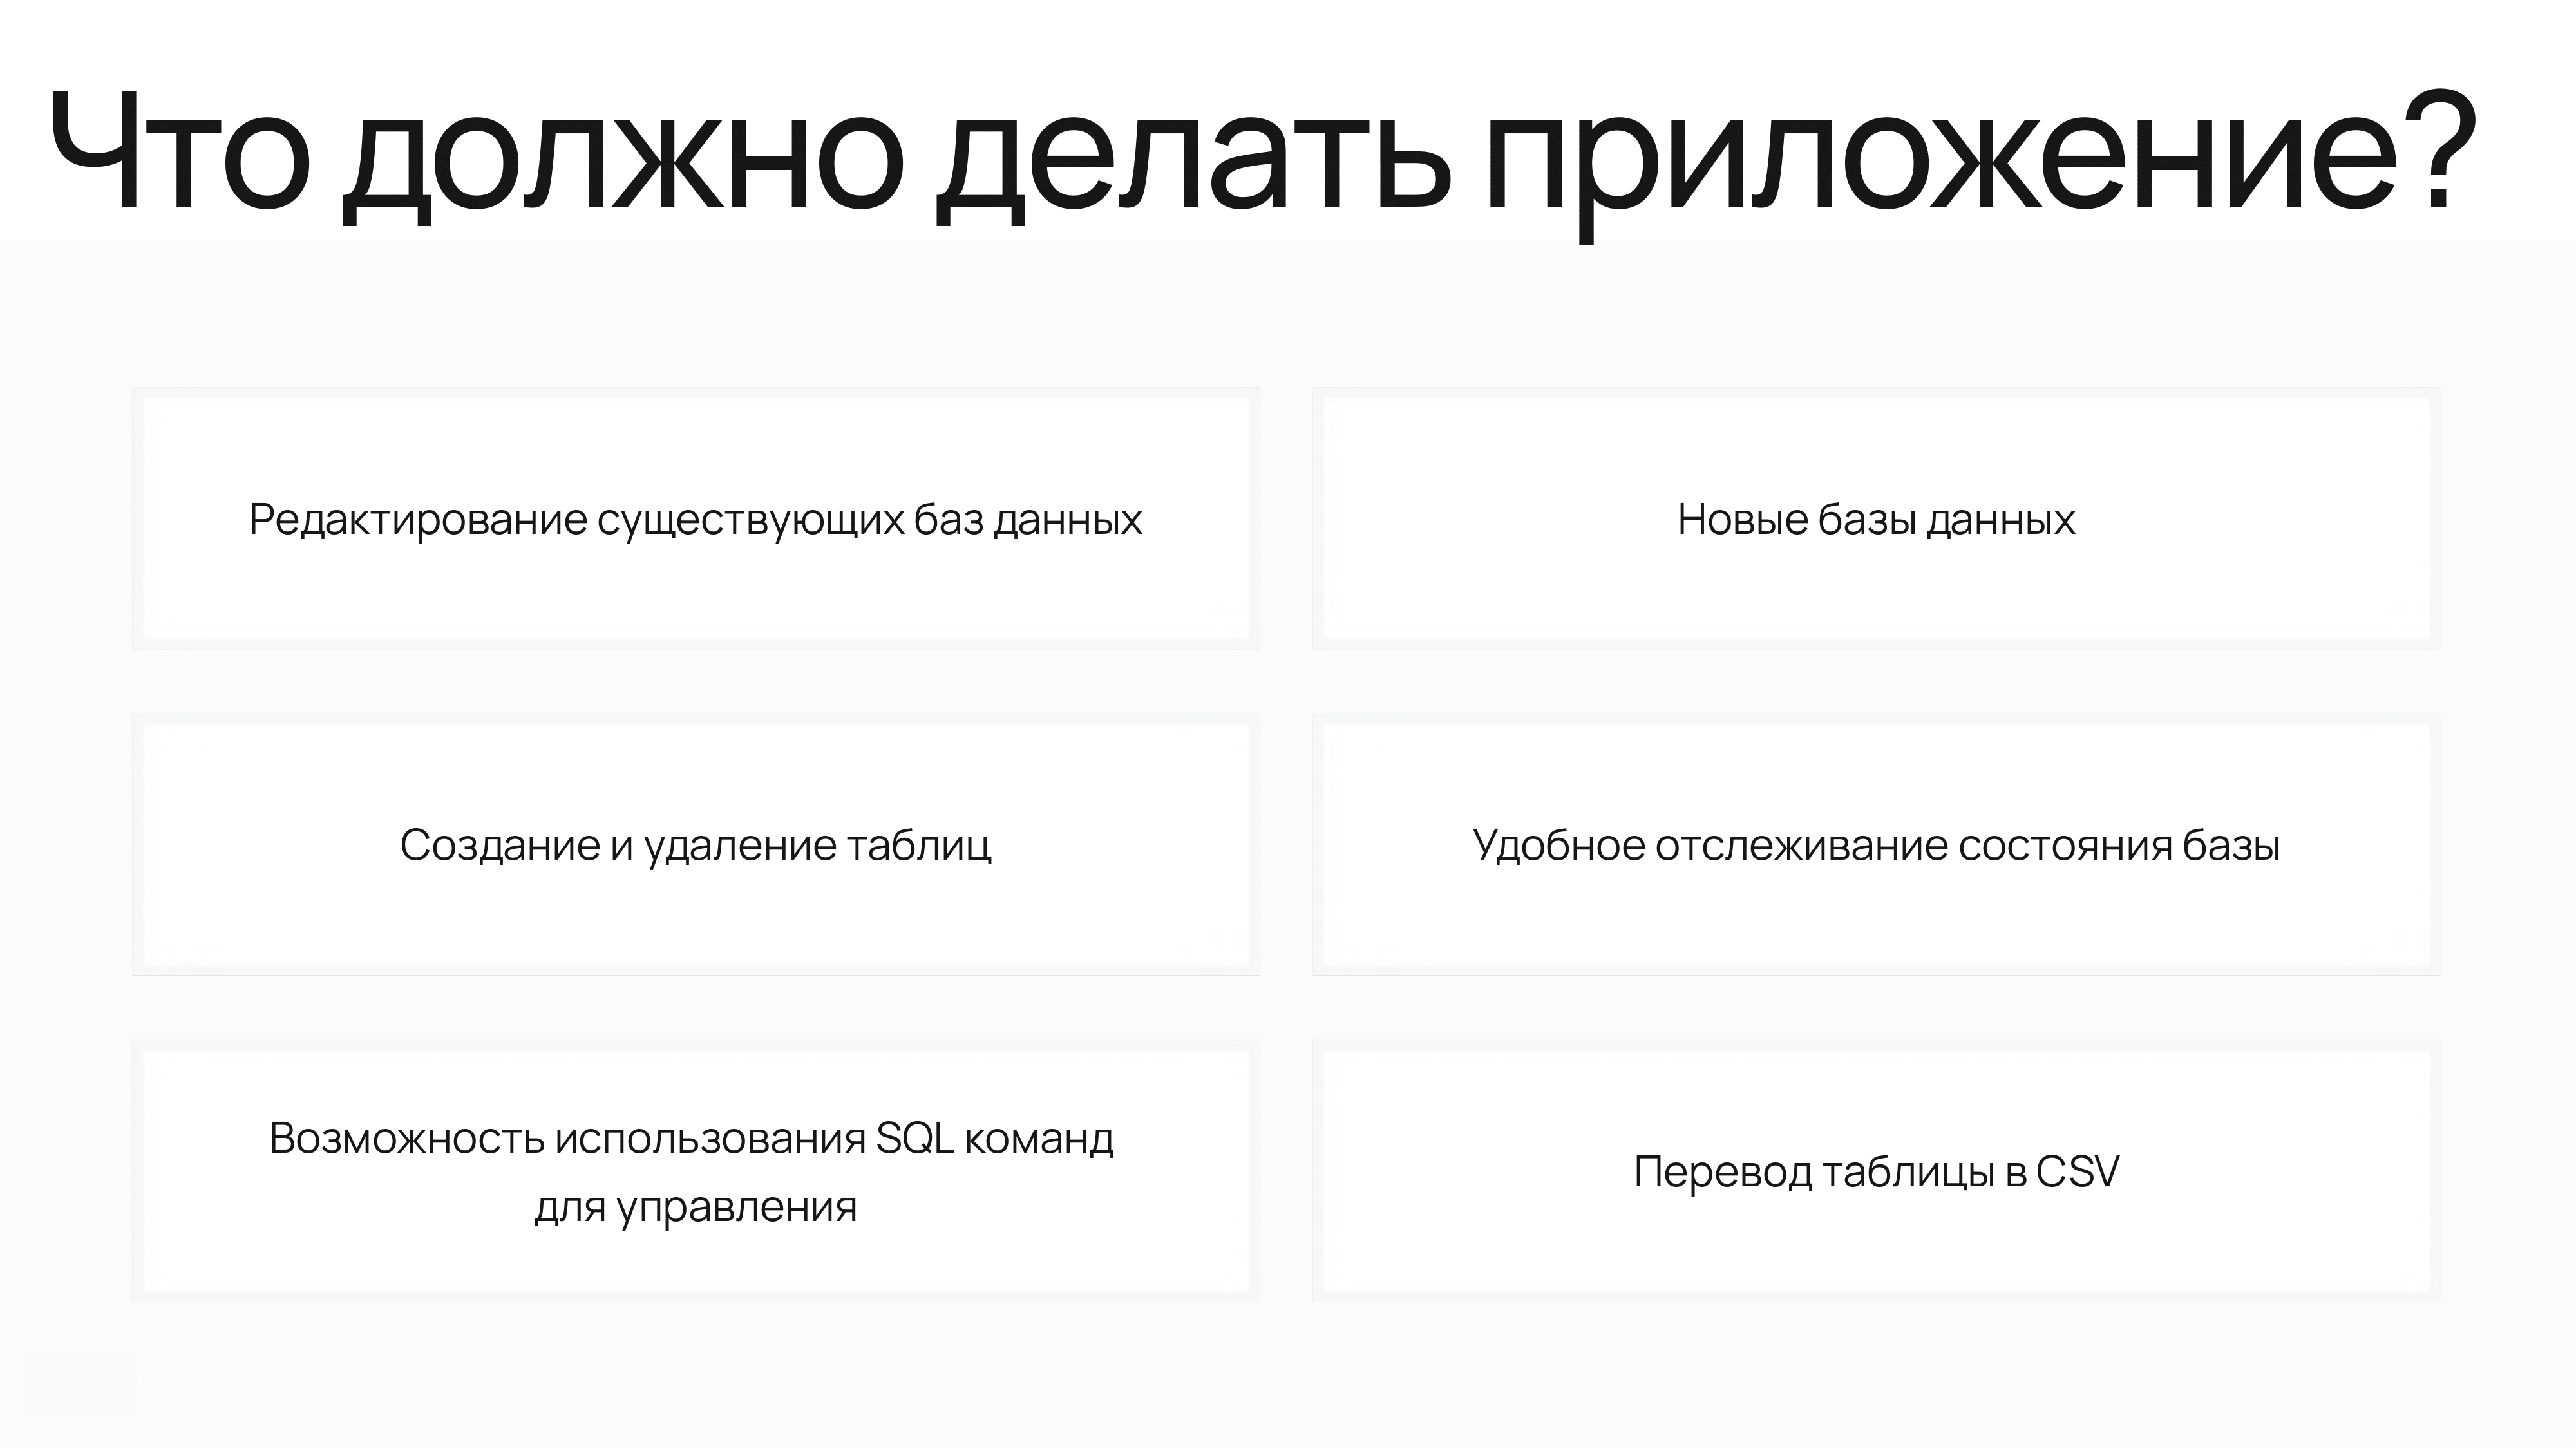 Что должно делать приложение?
Редактирование существующих баз данных
Новые базы данных
Создание и удаление таблиц
Удобное отслеживание состояния базы
Возможность использования SQL команд
для управления
Перевод таблицы в CSV